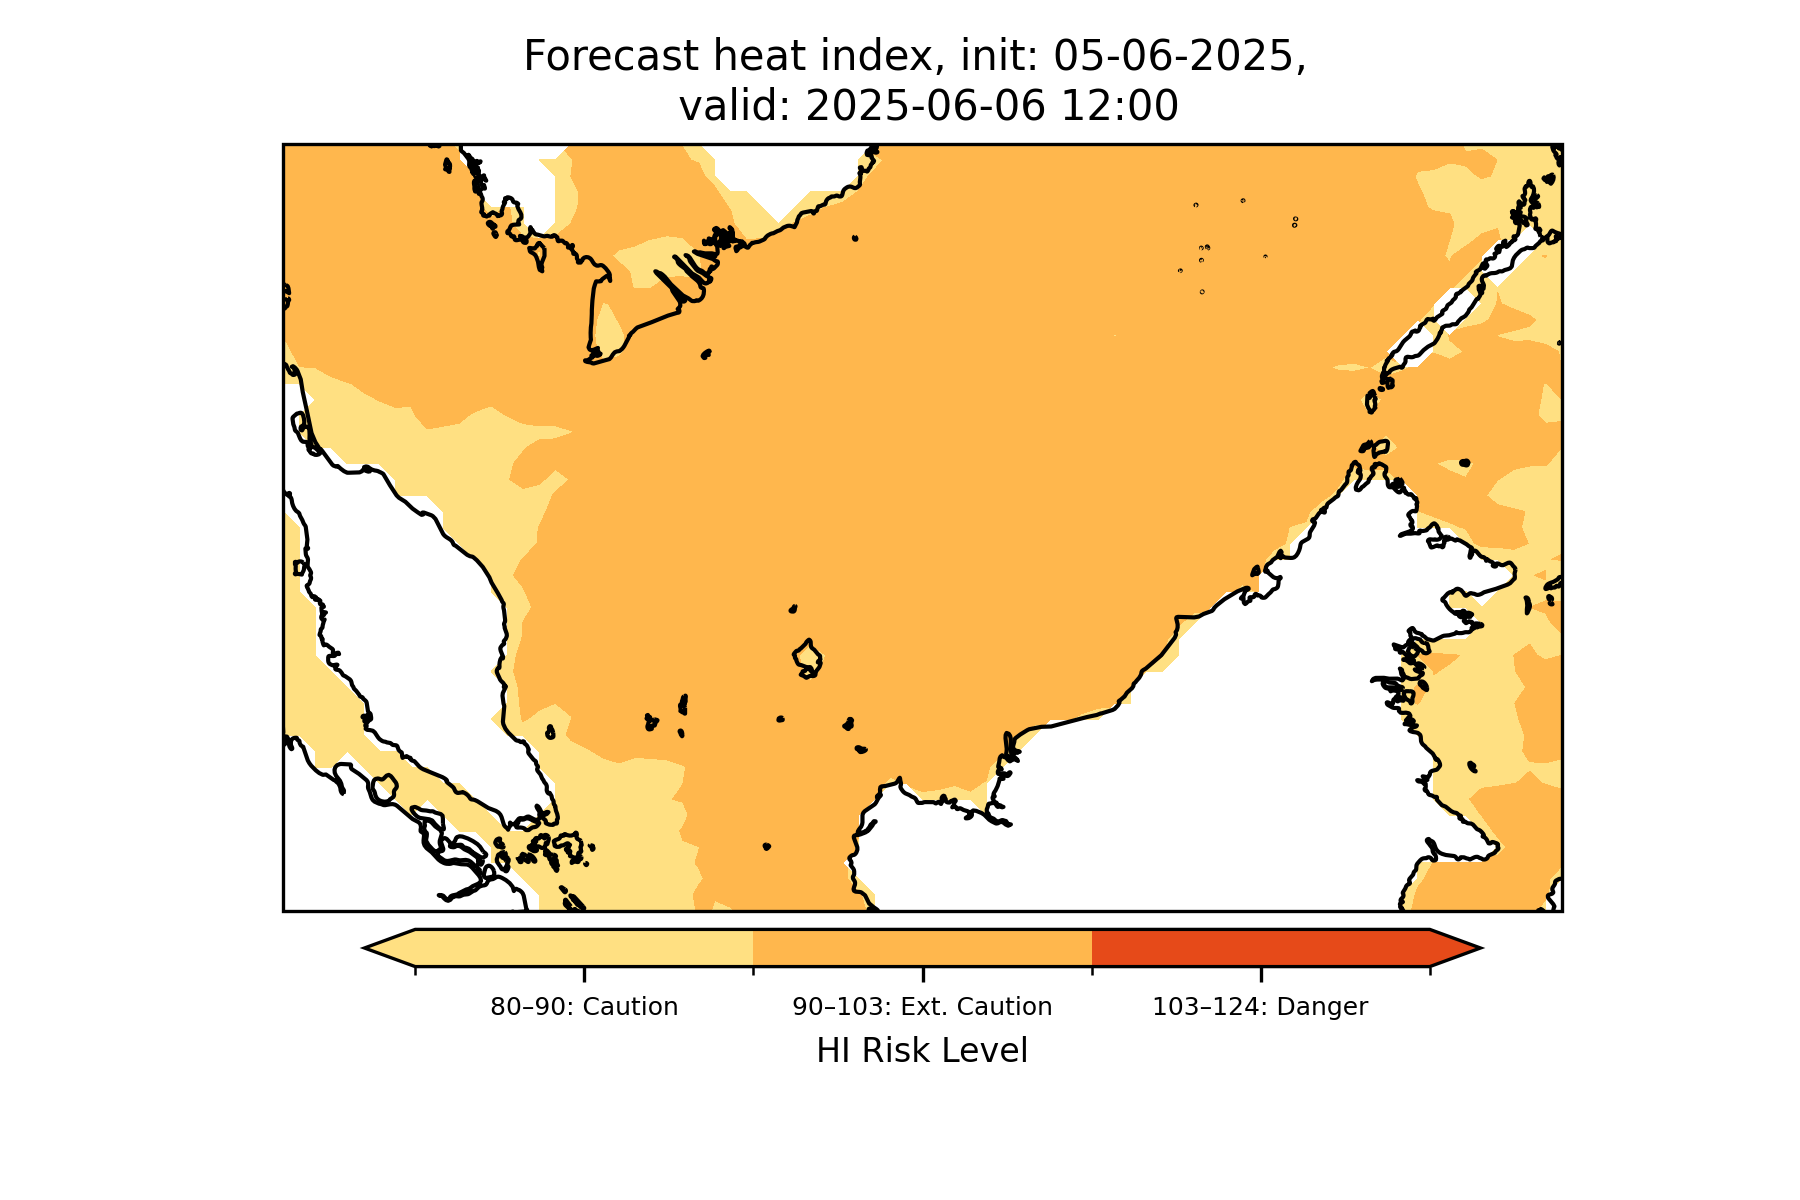 Forecast heat index, init: 05-06-2025,
valid: 2025-06-06 12:00
80–90: Caution
90–103: Ext. Caution
103–124: Danger
HI Risk Level